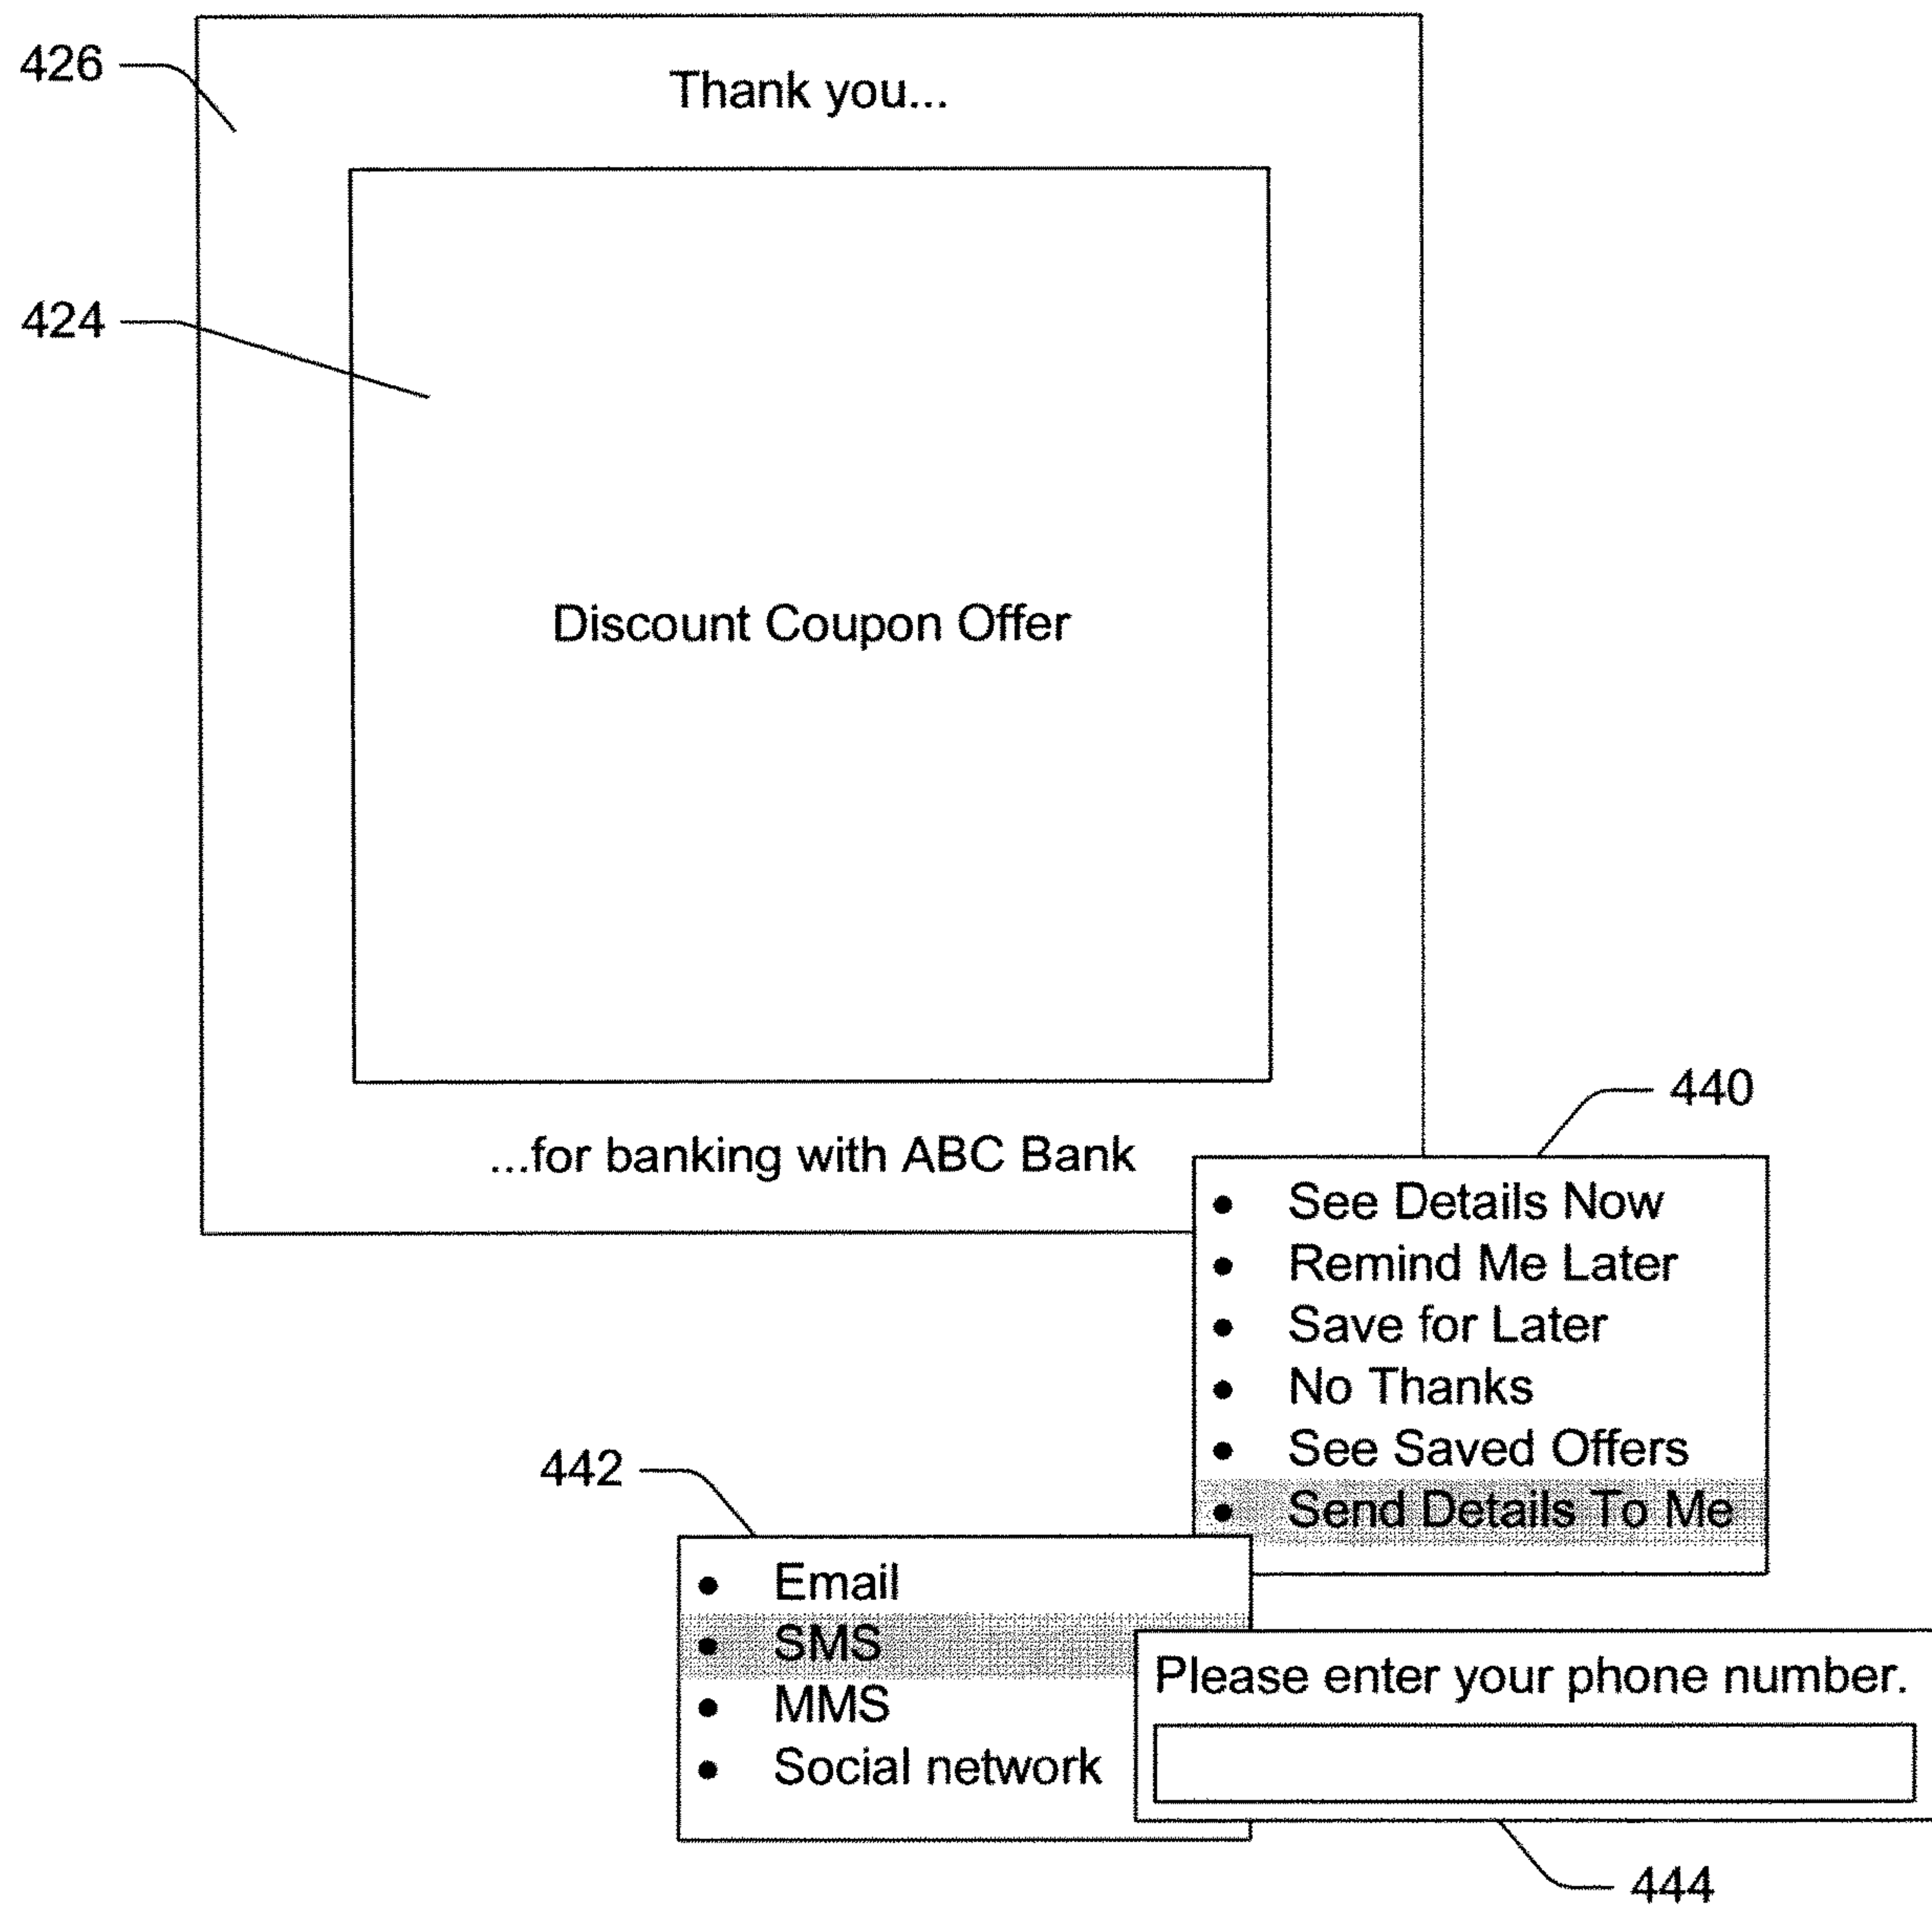 426
Thank you...
424
Discount Coupon Offer
...for banking with ABC Bank
440
• See Details Now
• Remind Me Later
• Save for Later
• No Thanks
• See Saved Offers
• Send Details To Me
442
• Email
• SMS
• MMS
• Social network
Please enter your phone number.
444